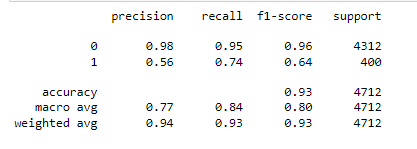 precision recall f1-score support
0 0.98 0.95 0.96 4312
1 0.56 0.74 0.64 400
accuracy 0.93 4712
macro avg 0.77 0.84 0.80 4712
weighted avg 0.94 0.93 0.93 4712